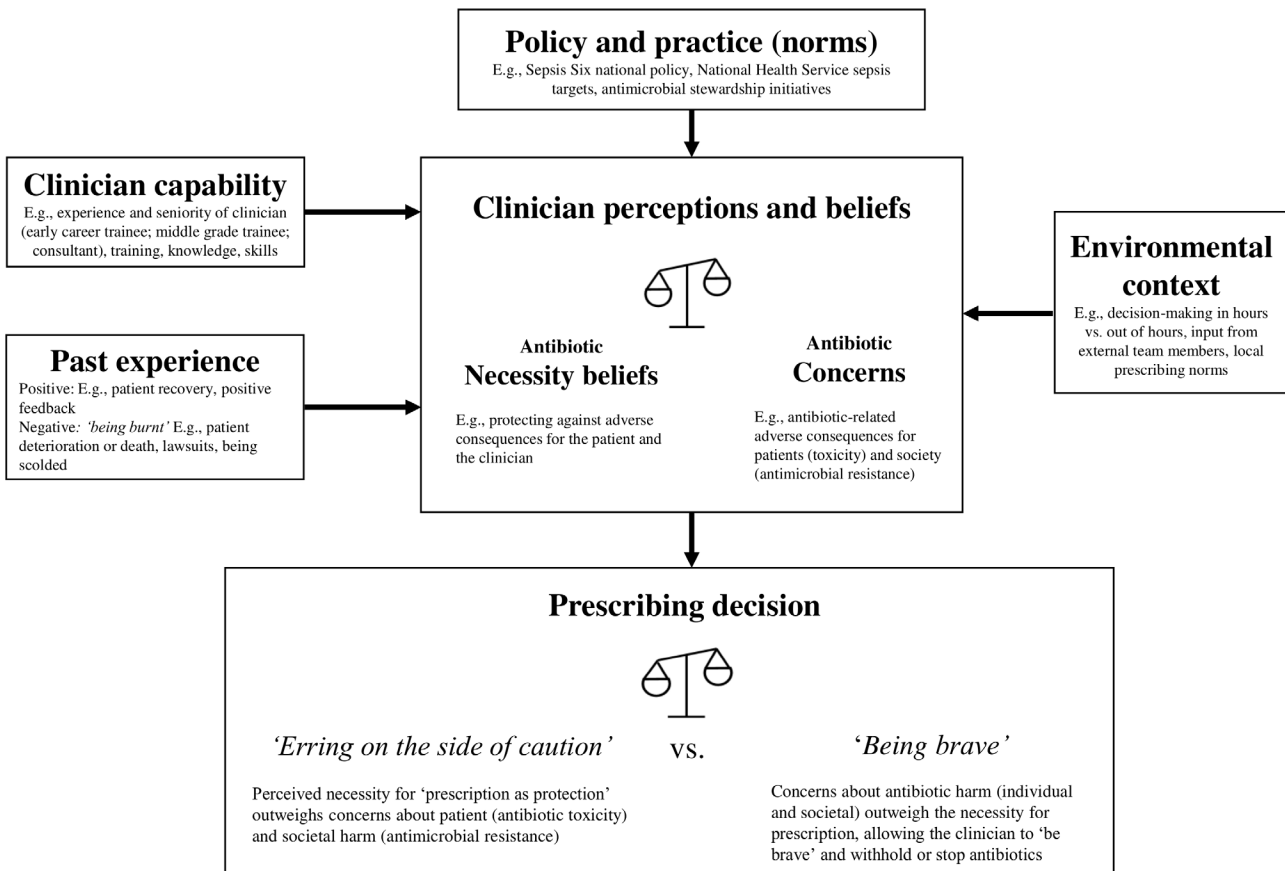 Policy and practice (norms)
E.g., Sepsis Six national policy, National Health Service sepsis
targets, antimicrobial stewardship initiatives
Clinician capability
E.g., experience and seniority of clinician
(early career trainee; middle grade trainee;
consultant), training, knowledge, skills
Past experience
Positive: E.g., patient recovery, positive
feedback
Negative: ‘being burnt’ E.g., patient
deterioration or death, lawsuits, being
scolded
Clinician perceptions and beliefs
Antibiotic
Necessity beliefs
E.g., protecting against adverse
consequences for the patient and
the clinician
Antibiotic
Concerns
E.g., antibiotic-related
adverse consequences for
patients (toxicity) and society
(antimicrobial resistance)
Environmental
context
E.g., decision-making in hours
vs. out of hours, input from
external team members, local
prescribing norms
Prescribing decision
‘Erring on the side of caution’
Perceived necessity for ‘prescription as protection’
outweighs concerns about patient (antibiotic toxicity)
and societal harm (antimicrobial resistance)
vs.
‘Being brave’
Concerns about antibiotic harm (individual
and societal) outweigh the necessity for
prescription, allowing the clinician to ‘be
brave’ and withhold or stop antibiotics